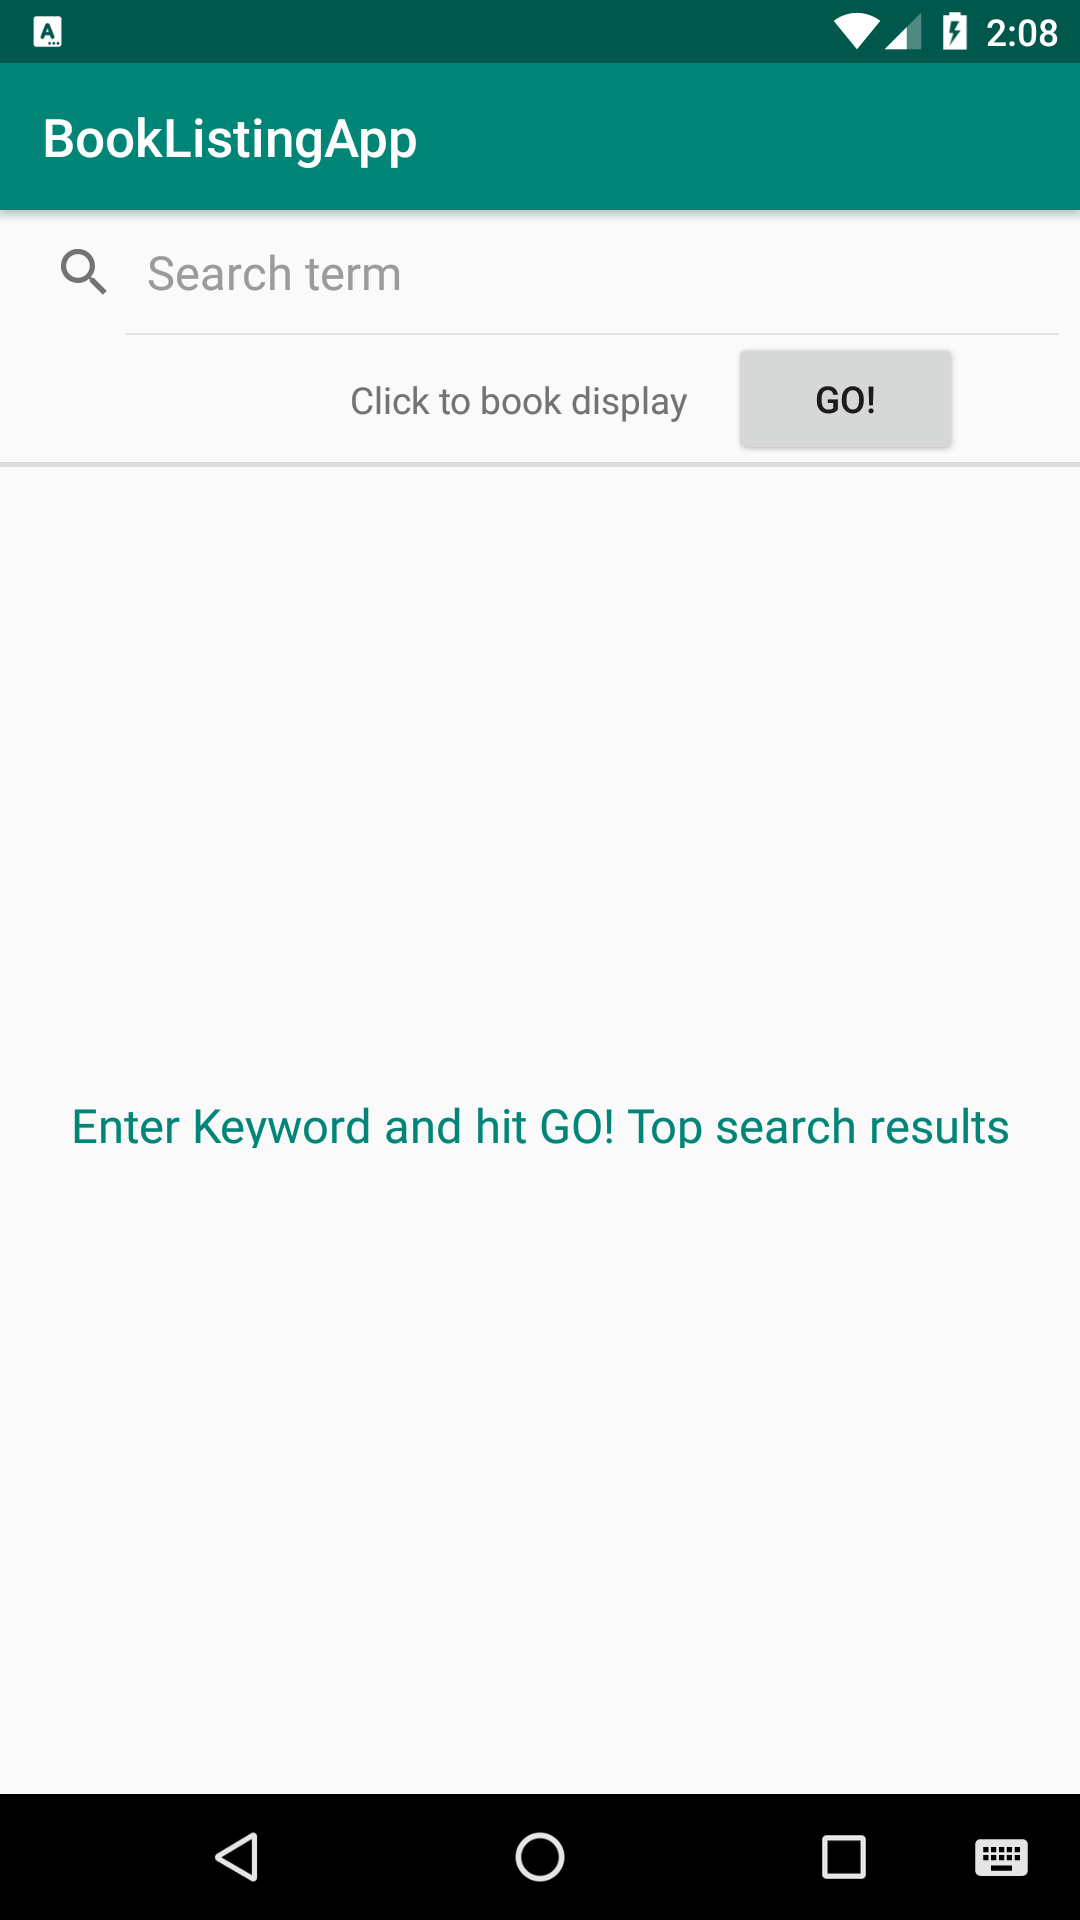 2:08
BookListingApp
Search term
Click to book display
GO!
Enter Keyword and hit GO! Top search results